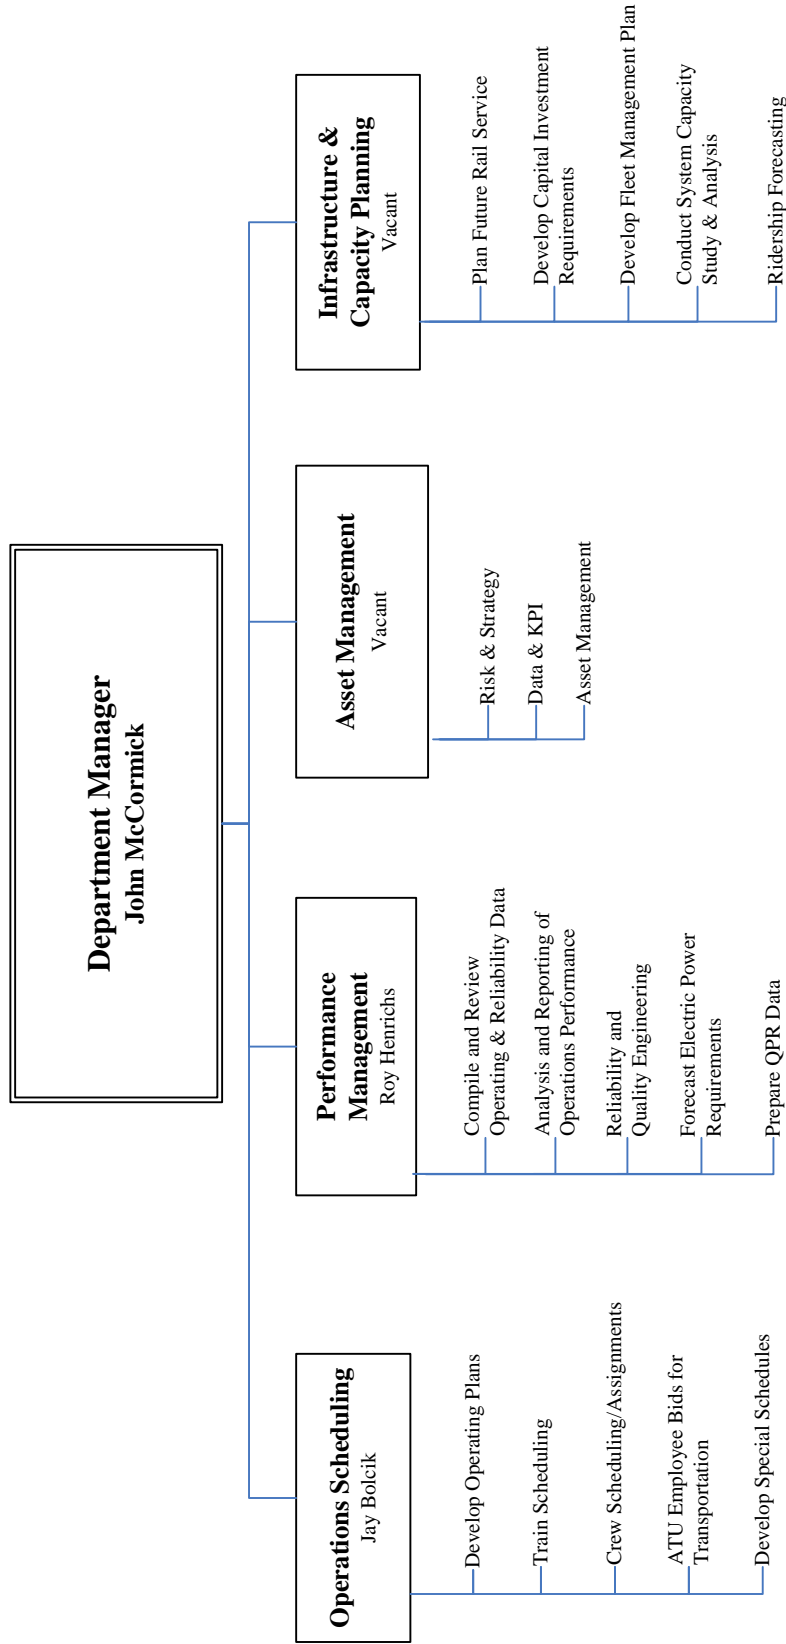 Department Manager
John McCormick
Operations Scheduling
Jay Bolcik
Develop Operating Plans
Train Scheduling
Crew Scheduling/Assignments
ATU Employee Bids for
Transportation
Develop Special Schedules
Performance
Management
Roy Henrichs
Compile and Review
Operating & Reliability Data
Analysis and Reporting of
Operations Performance
Reliability and
Quality Engineering
Forecast Electric Power
Requirements
Prepare QPR Data
Asset Management
Vacant
Risk & Strategy
Data & KPI
Asset Management
Infrastructure &
Capacity Planning
Vacant
Plan Future Rail Service
Develop Capital Investment
Requirements
Develop Fleet Management Plan
Conduct System Capacity
Study & Analysis
Ridership Forecasting